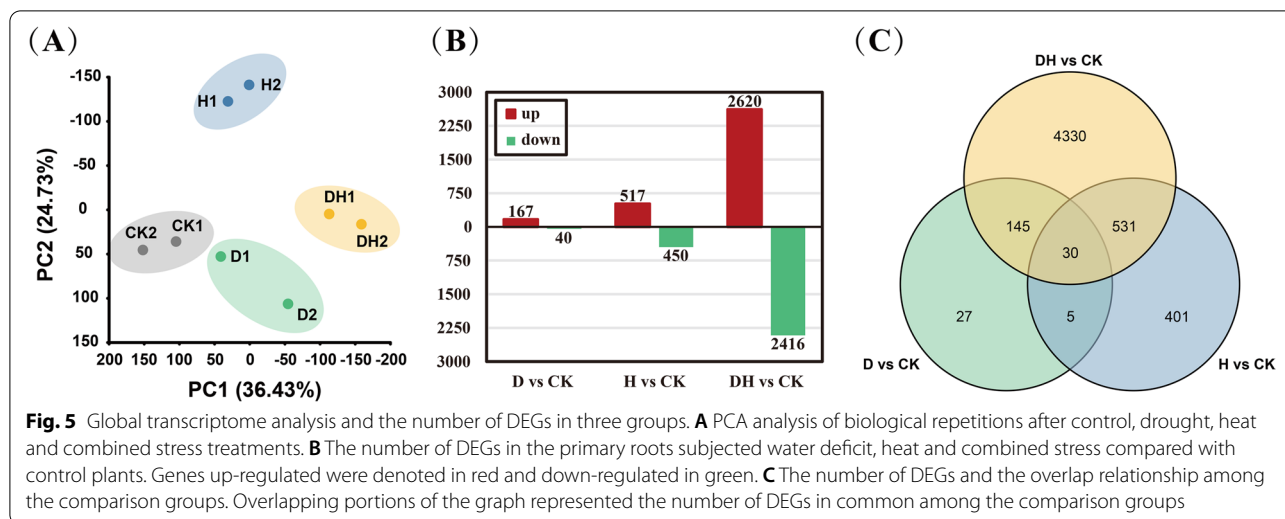 (A)
-150
-100
-50
0
50
100
150
PC2 (24.73%)
H1
H2
DH1
DH2
CK2
CK1
D1
D2
200 150 100 50 0 -50 -100 -150 -200
PC1 (36.43%)
(B)
3000
2250
1500
750
0
750
1500
2250
3000
up
down
167
40
517
450
2620
2416
D vs CK
H vs CK
DH vs CK
(C)
DH vs CK
4330
145
531
30
27
5
401
D vs CK
H vs CK
Fig. 5 Global transcriptome analysis and the number of DEGs in three groups. A PCA analysis of biological repetitions after control, drought, heat
and combined stress treatments. B The number of DEGs in the primary roots subjected water deficit, heat and combined stress compared with
control plants. Genes up-regulated were denoted in red and down-regulated in green. C The number of DEGs and the overlap relationship among
the comparison groups. Overlapping portions of the graph represented the number of DEGs in common among the comparison groups